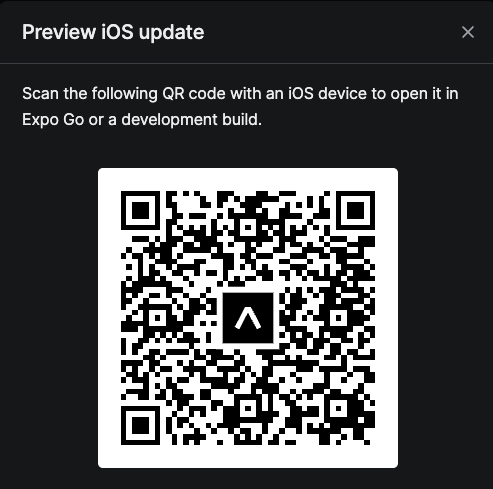 Preview iOS update
Scan the following QR code with an iOS device to open it in
Expo Go or a development build.